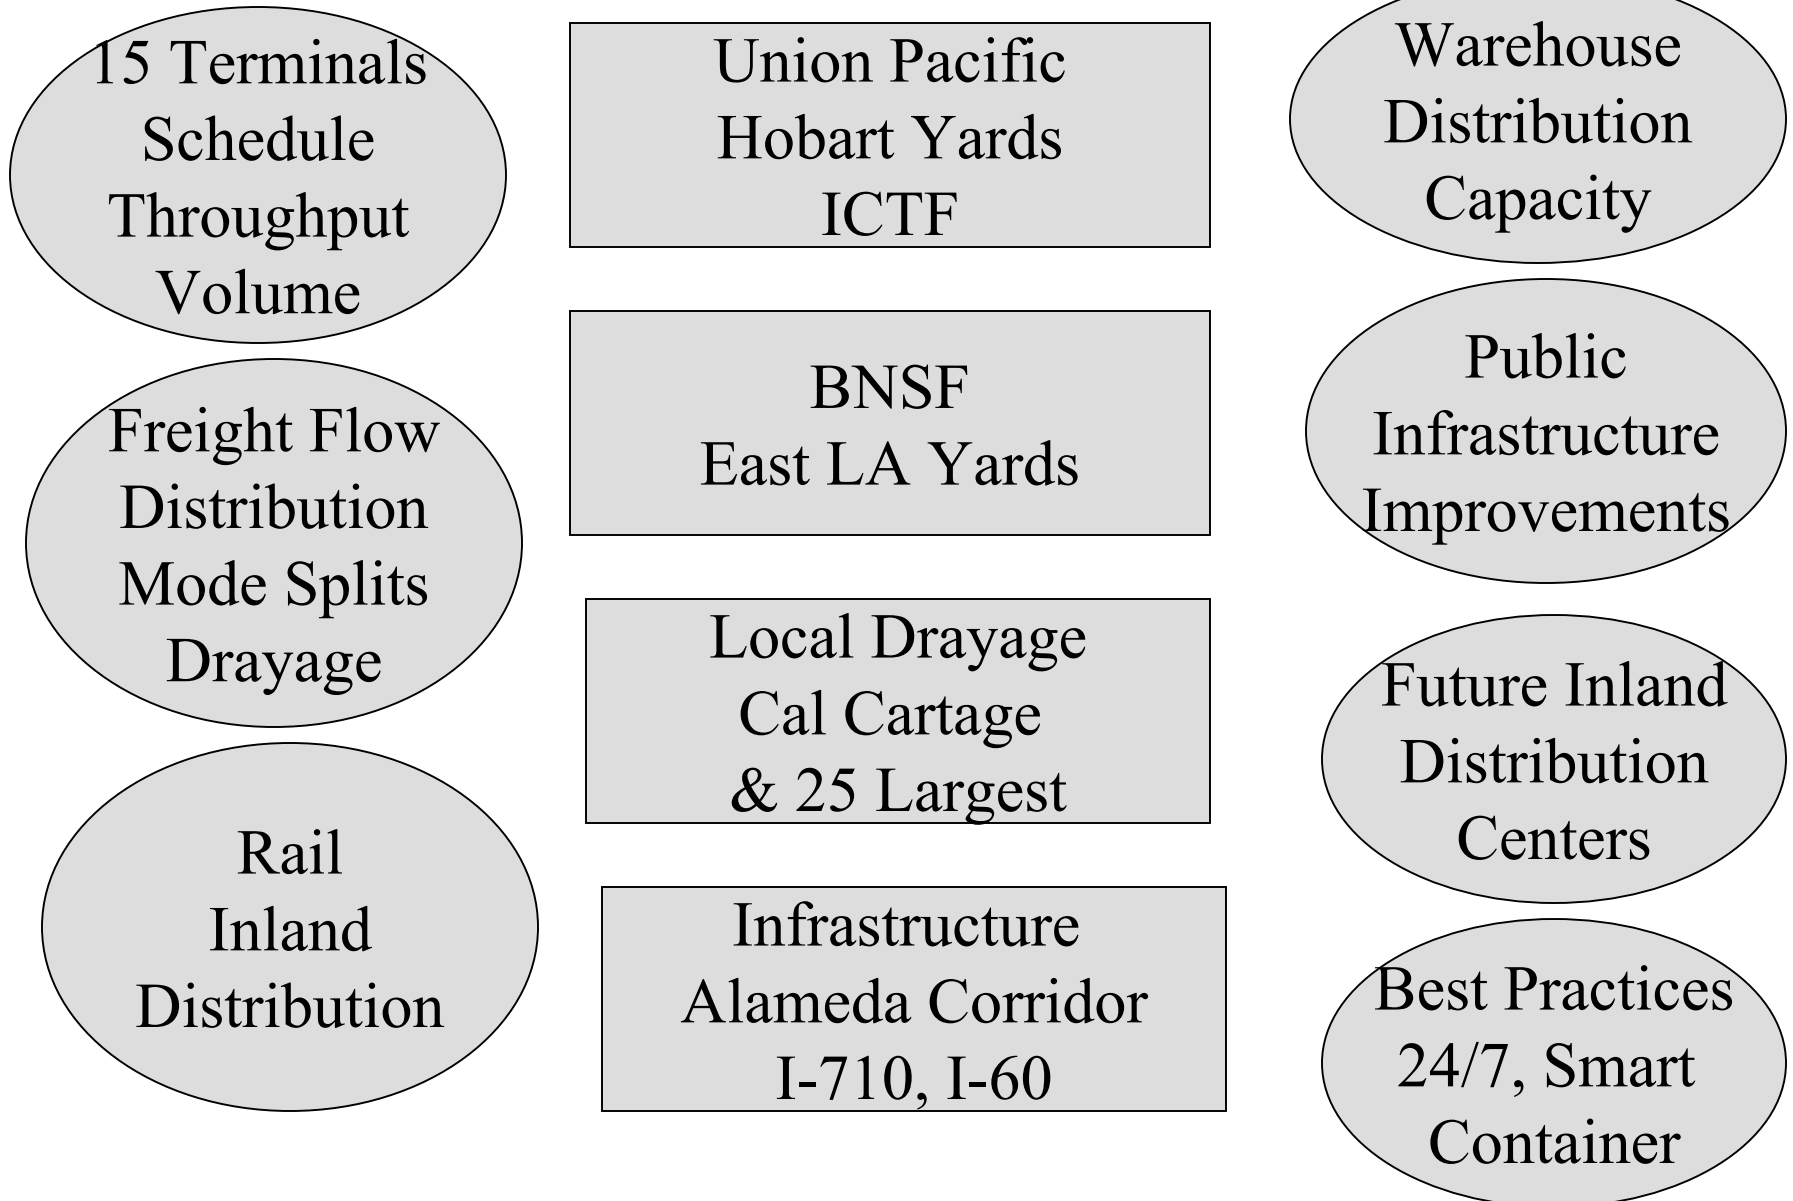 15 Terminals
Schedule
Throughput
Volume
Freight Flow
Distribution
Mode Splits
Drayage
Rail
Inland
Distribution
Union Pacific
Hobart Yards
ICTF
BNSF
East LA Yards
Local Drayage
Cal Cartage
& 25 Largest
Infrastructure
Alameda Corridor
I-710, I-60
Warehouse
Distribution
Capacity
Public
Infrastructure
Improvements
Future Inland
Distribution
Centers
Best Practices
24/7, Smart
Container